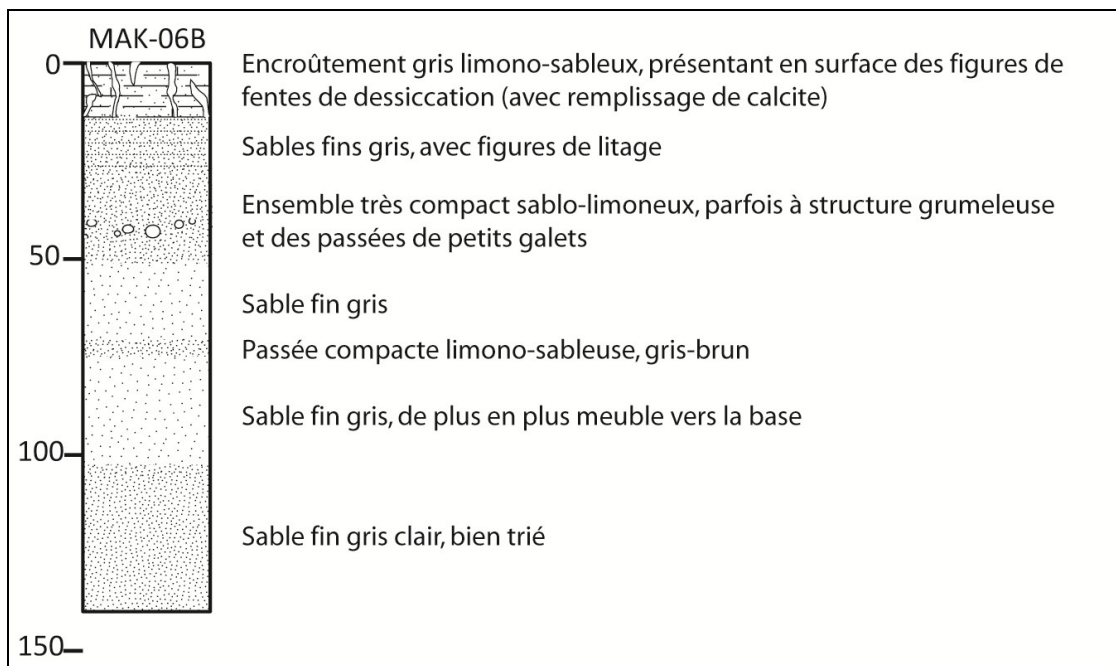 MAK-06B
0
Encroûtement gris limono-sableux, présentant en surface des figures de
fentes de dessiccation (avec remplissage de calcite)
Sables fins gris, avec figures de litage
Ensemble très compact sablo-limoneux, parfois à structure grumeleuse
et des passées de petits galets
50
Sable fin gris
Passée compacte limono-sableuse, gris-brun
Sable fin gris, de plus en plus meuble vers la base
100
Sable fin gris clair, bien trié
150